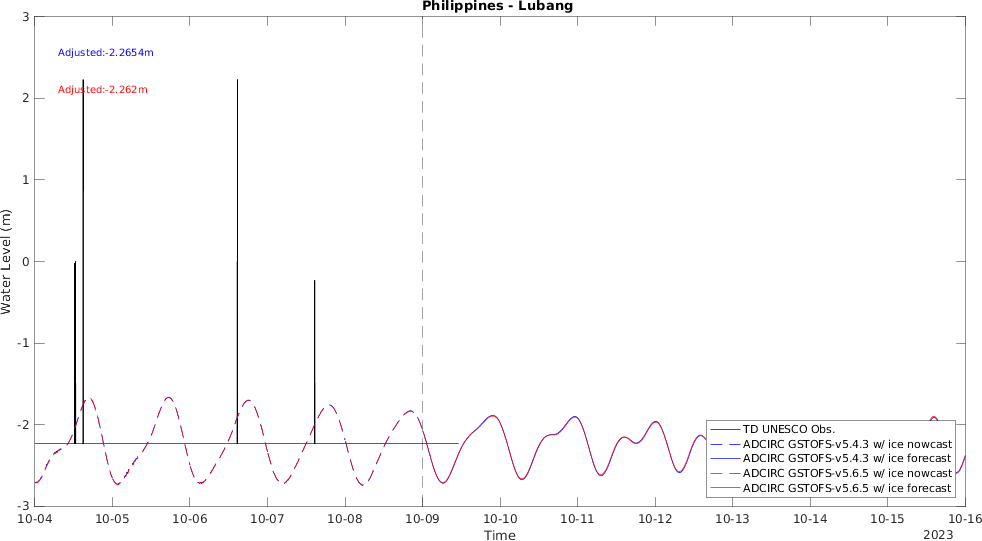 Philippines - Lubang
Adjusted:-2.2654m
Adjusted:-2.262m
Water Level (m)
3
2
1
0
-1
-2
-3
TD UNESCO Obs.
ADCIRC GSTOFS-v5.4.3 w/ ice nowcast
ADCIRC GSTOFS-v5.4.3 w/ ice forecast
ADCIRC GSTOFS-v5.6.5 w/ ice nowcast
ADCIRC GSTOFS-v5.6.5 w/ ice forecast
10-04 10-05 10-06 10-07 10-08 10-09 10-10 10-11 10-12 10-13 10-14 10-15 10-16
Time
2023